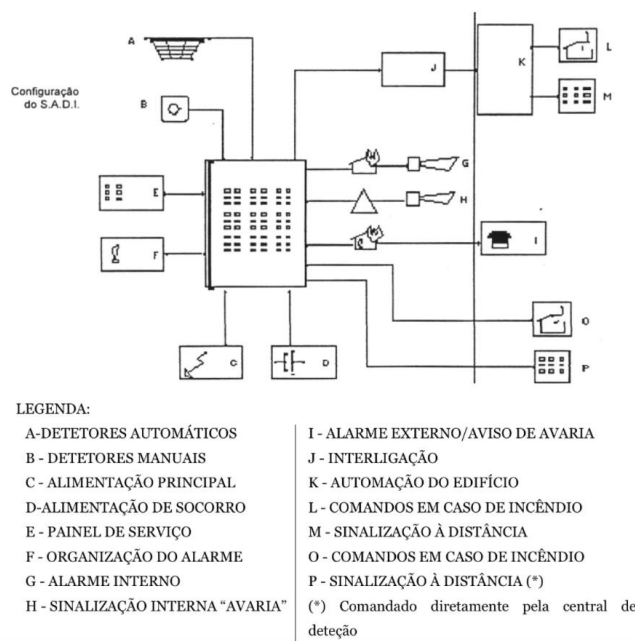 Configuração
do S.A.D.I.
A
B
E
F
C
D
J
K
L
M
G
H
I
O
P
LEGENDA:
A-DETETORES AUTOMÁTICOS
B - DETETORES MANUAIS
C - ALIMENTAÇÃO PRINCIPAL
D-ALIMENTAÇÃO DE SOCORRO
E - PAINEL DE SERVIÇO
F - ORGANIZAÇÃO DO ALARME
G - ALARME INTERNO
H - SINALIZAÇÃO INTERNA “AVARIA”
I - ALARME EXTERNO/AVISO DE AVARIA
J - INTERLIGAÇÃO
K - AUTOMAÇÃO DO EDIFÍCIO
L - COMANDOS EM CASO DE INCÊNDIO
M - SINALIZAÇÃO À DISTÂNCIA
O - COMANDOS EM CASO DE INCÊNDIO
P - SINALIZAÇÃO À DISTÂNCIA (*)
(*) Comandado diretamente pela central de
deteção